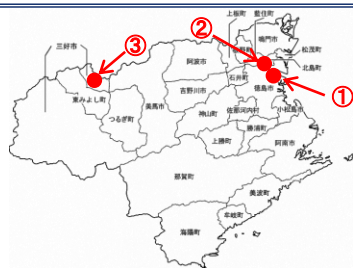 上板町
藍住町
②
鳴門市
松茂町
三好市
③
北島町
阿波市
石井町
①
徳島市
東みよし町
美馬市
吉野川市
つるぎ町
神山町
佐那河内村
小松島市
勝浦町
上勝町
阿南市
那賀町
美波町
牟岐町
海陽町